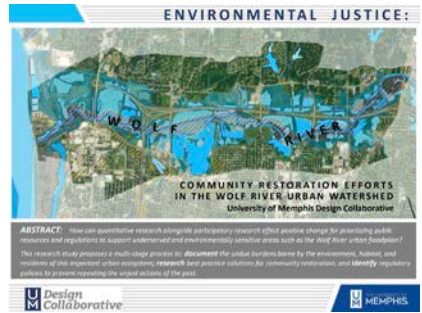 ENVIRONMENTAL JUSTICE:
WOLF RIVER
COMMUNITY RESTORATION EFFORTS
IN THE WOLF RIVER URBAN WATERSHED
University of Memphis Design Collaborative
ABSTRACT: How can quantitative research alongside participatory research effect positive change for prioritizing public
resources and regulations to support underserved and environmentally sensitive areas such as the Wolf River urban floodplain?
This research study proposes a multi-stage process to: document the undue burdens borne by the environment, habitat, and
residents of this important urban ecosystem; research best practice solutions for community restoration; and identify regulatory
policies to prevent repeating the unjust actions of the past.
UM Design
Collaborative
UM THE UNIVERSITY OF
MEMPHIS.